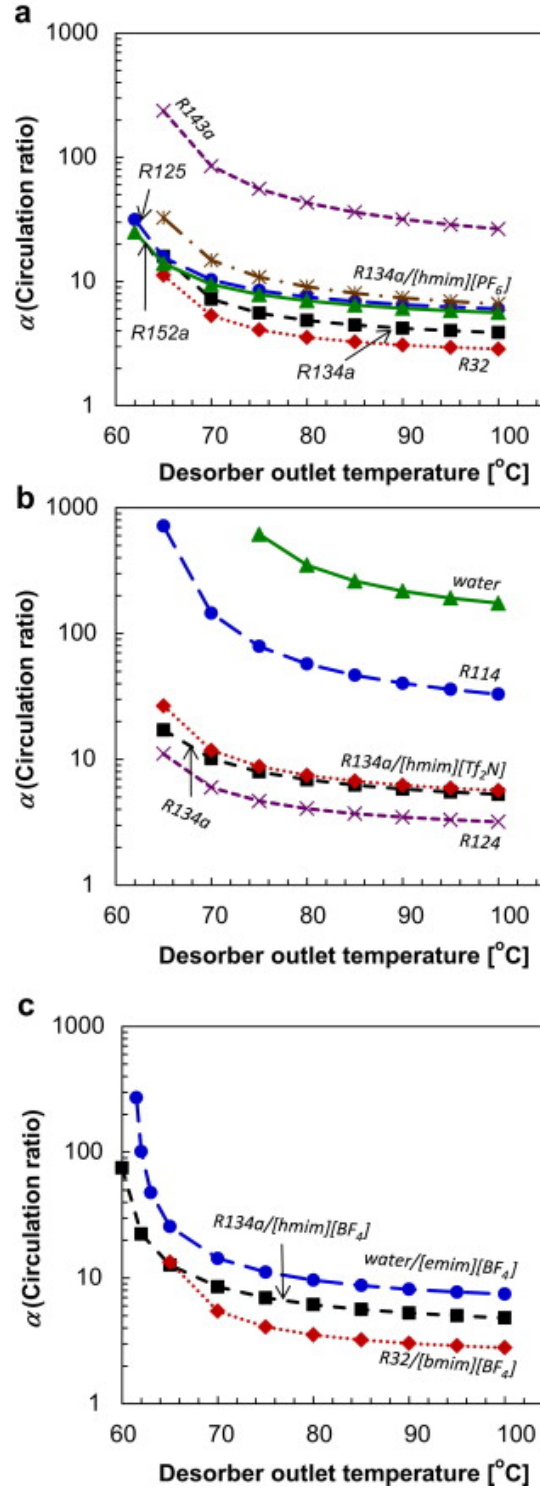 a
1000
100
10
1
α (Circulation ratio)
R143a
R125
R134a/[hmim][PF₆]
R152a
R134a
R32
60 70 80 90 100
Desorber outlet temperature [°C]
b
1000
100
10
1
α (Circulation ratio)
water
R114
R134a/[hmim][Tf₂N]
R134a
R124
60 70 80 90 100
Desorber outlet temperature [°C]
c
1000
100
10
1
α (Circulation ratio)
R134a/[hmim][BF₄]
water/[emim][BF₄]
R32/[bmim][BF₄]
60 70 80 90 100
Desorber outlet temperature [°C]